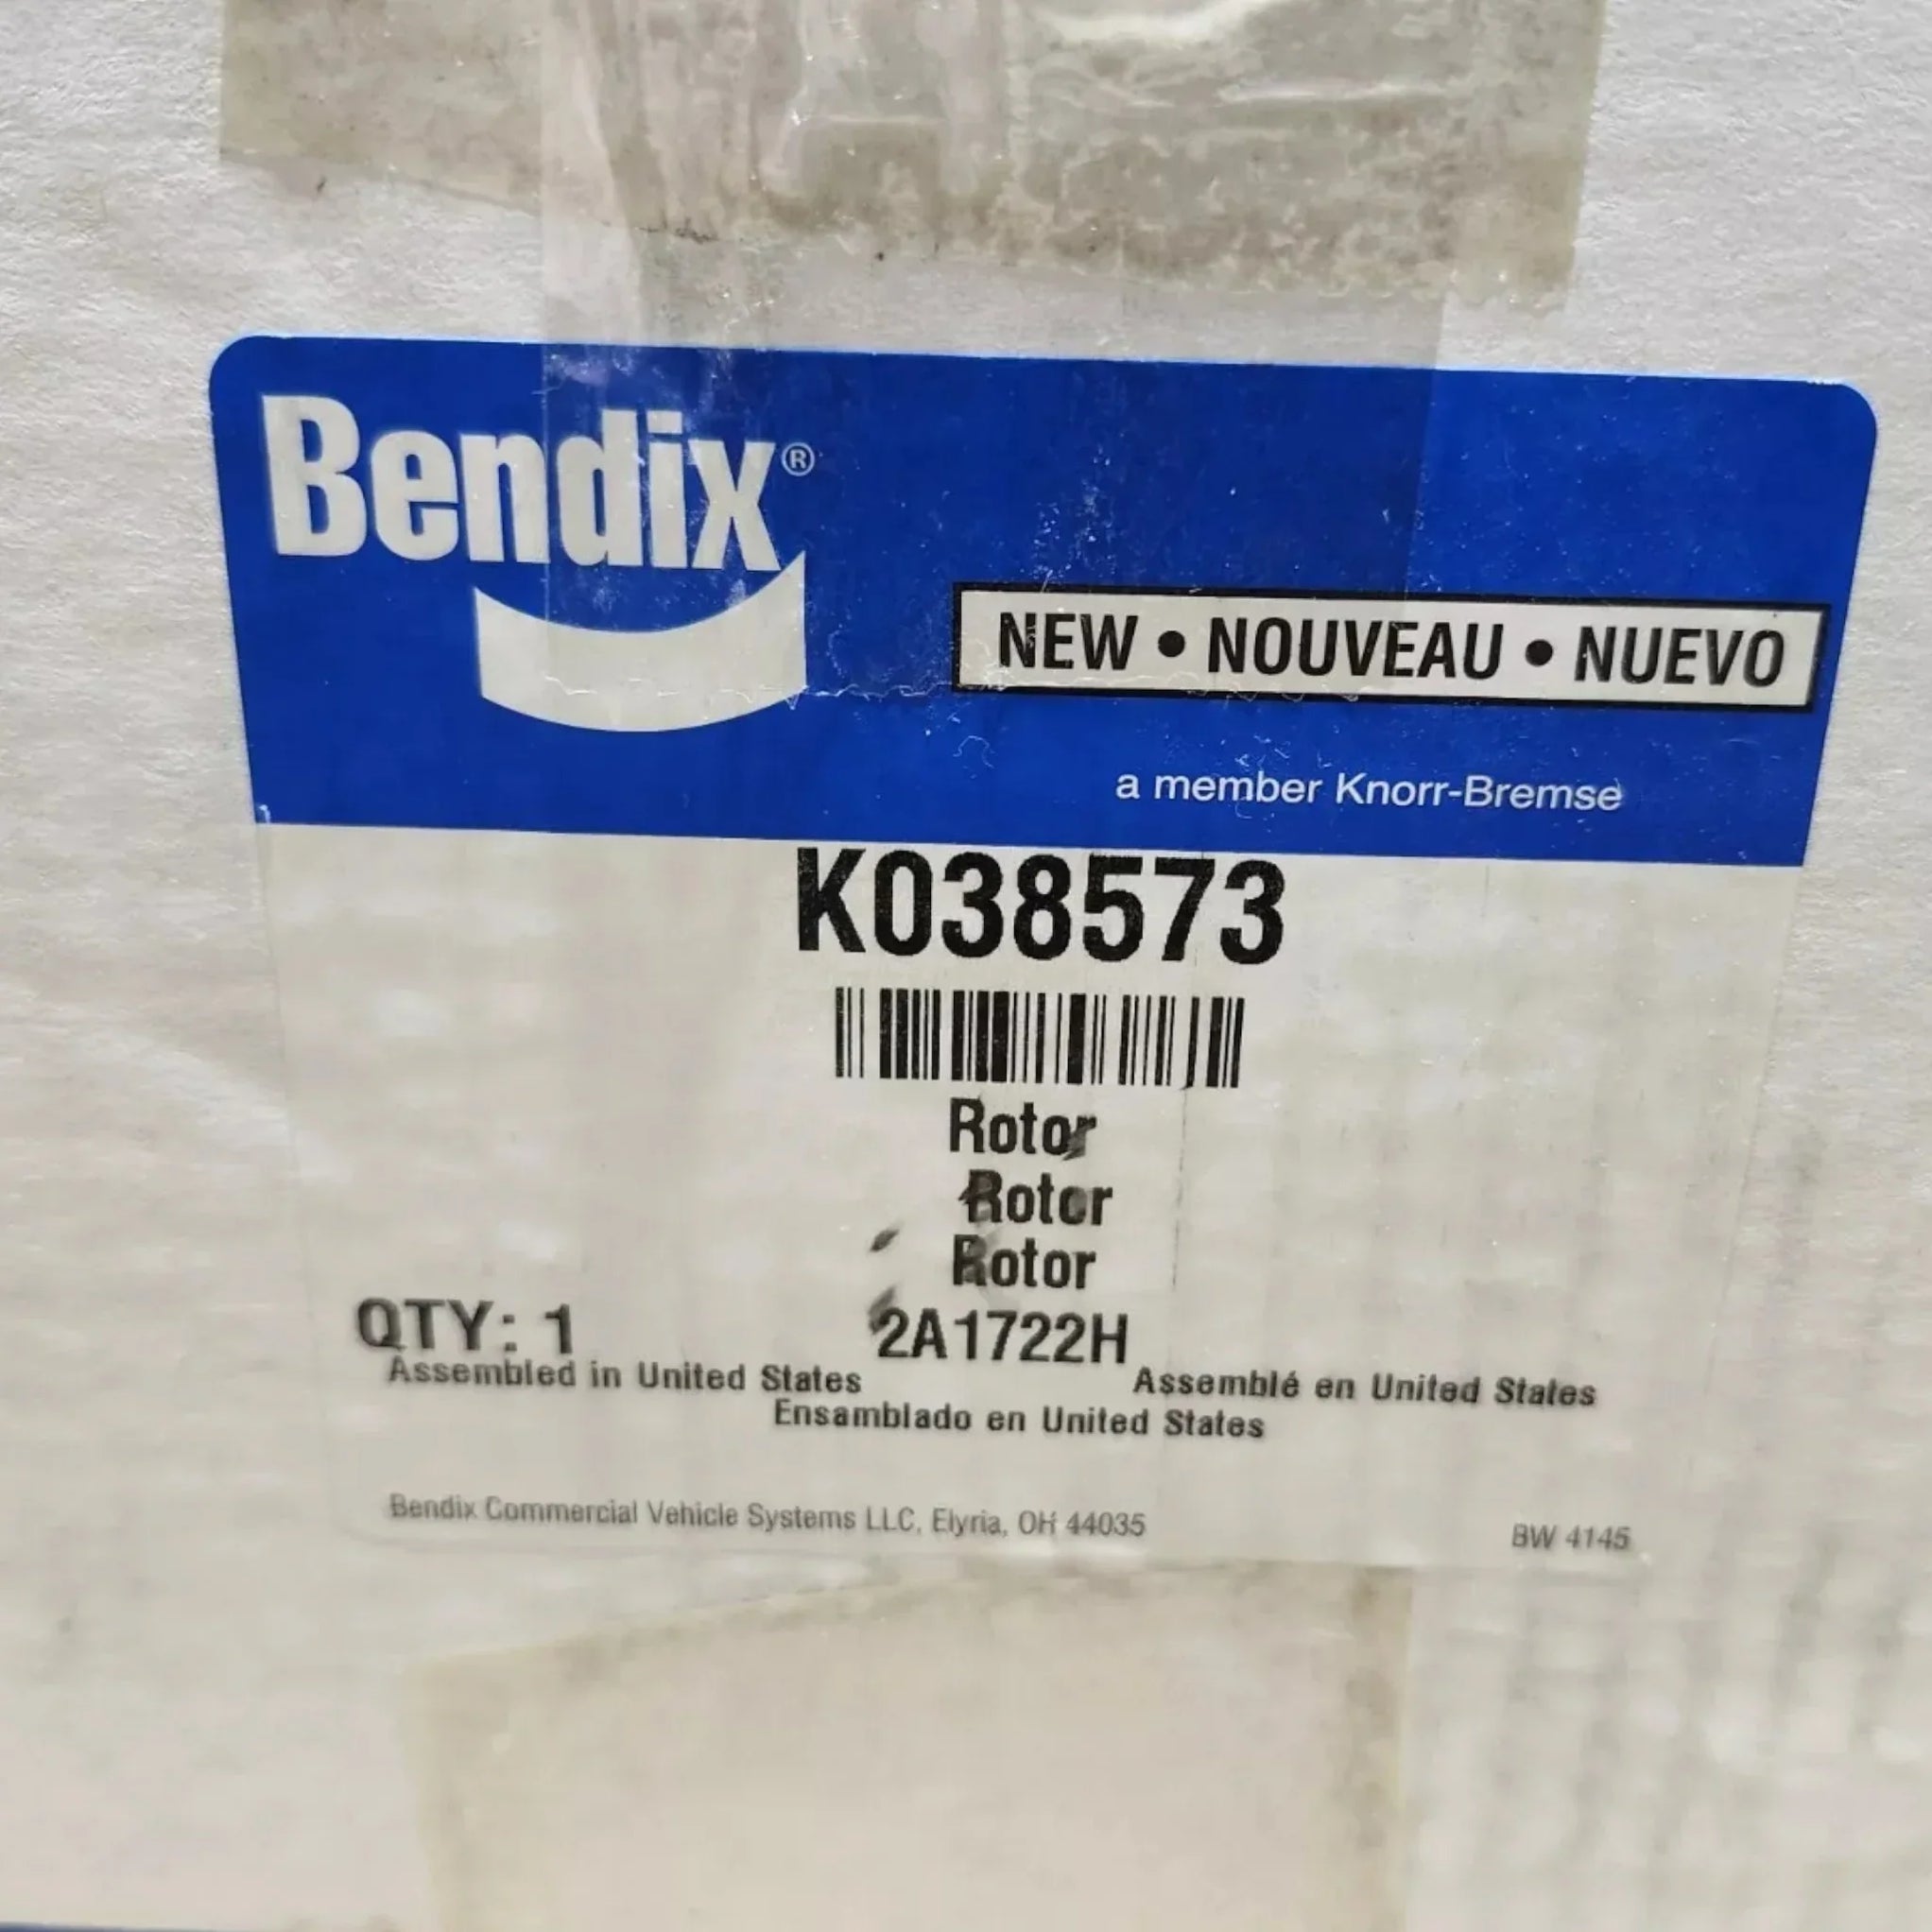 Bendix®
NEW • NOUVEAU • NUEVO
a member Knorr-Bremse
K038573
Rotor
Rotor
Rotor
QTY: 1 2A1722H
Assembled in United States Assemblé en United States
Ensamblado en United States
Bendix Commercial Vehicle Systems LLC, Elyria, OH 44035 BW 4145